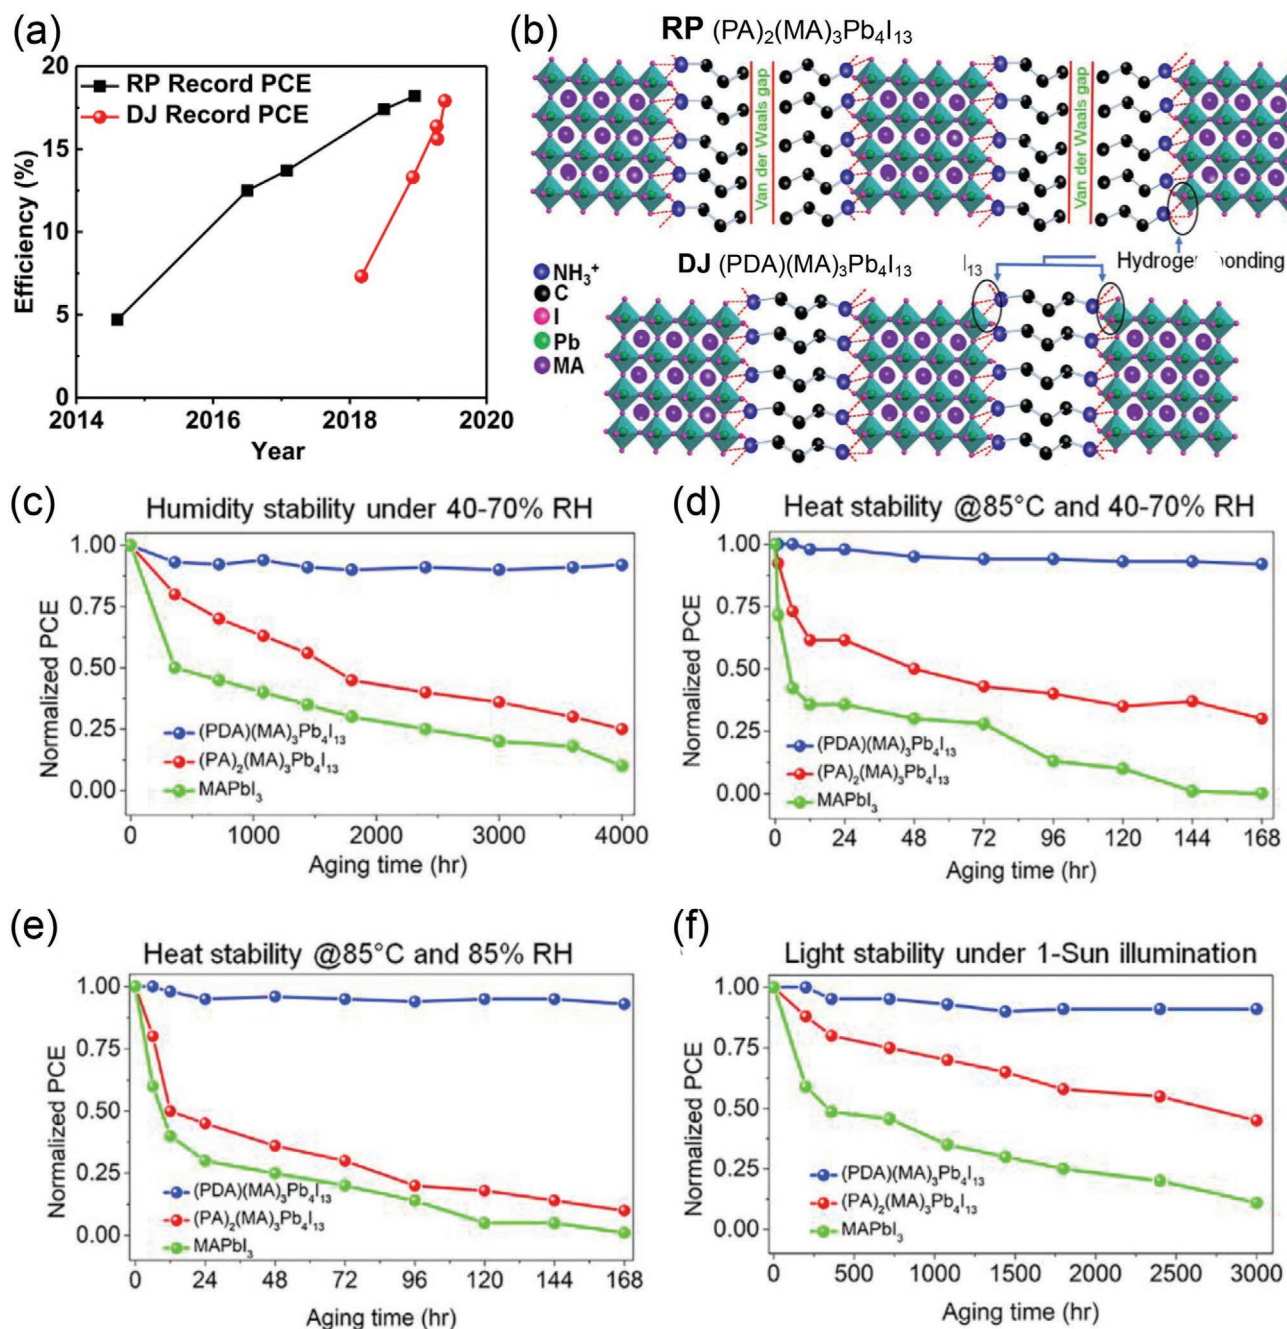 (a)
20
15
10
5
0
2014 2016 2018 2020
Efficiency (%)
Year
RP Record PCE
DJ Record PCE
(b)
RP (PA)₂(MA)₃Pb₄I₁₃
Van der Waals gap
Van der Waals gap
DJ (PDA)(MA)₃Pb₄I₁₃
I₁₃
NH₃⁺
C
I
Pb
MA
(c)
Humidity stability under 40-70% RH
1.00
0.75
0.50
0.25
0.00
Normalized PCE
(PDA)(MA)₃Pb₄I₁₃
(PA)₂(MA)₃Pb₄I₁₃
MAPbI₃
0 1000 2000 3000 4000
Aging time (hr)
(d)
Heat stability @85°C and 40-70% RH
1.00
0.75
0.50
0.25
0.00
Normalized PCE
(PDA)(MA)₃Pb₄I₁₃
(PA)₂(MA)₃Pb₄I₁₃
MAPbI₃
0 24 48 72 96 120 144 168
Aging time (hr)
(e)
Heat stability @85°C and 85% RH
1.00
0.75
0.50
0.25
0.00
Normalized PCE
(PDA)(MA)₃Pb₄I₁₃
(PA)₂(MA)₃Pb₄I₁₃
MAPbI₃
0 24 48 72 96 120 144 168
Aging time (hr)
(f)
Light stability under 1-Sun illumination
1.00
0.75
0.50
0.25
0.00
Normalized PCE
(PDA)(MA)₃Pb₄I₁₃
(PA)₂(MA)₃Pb₄I₁₃
MAPbI₃
0 500 1000 1500 2000 2500 3000
Aging time (hr)